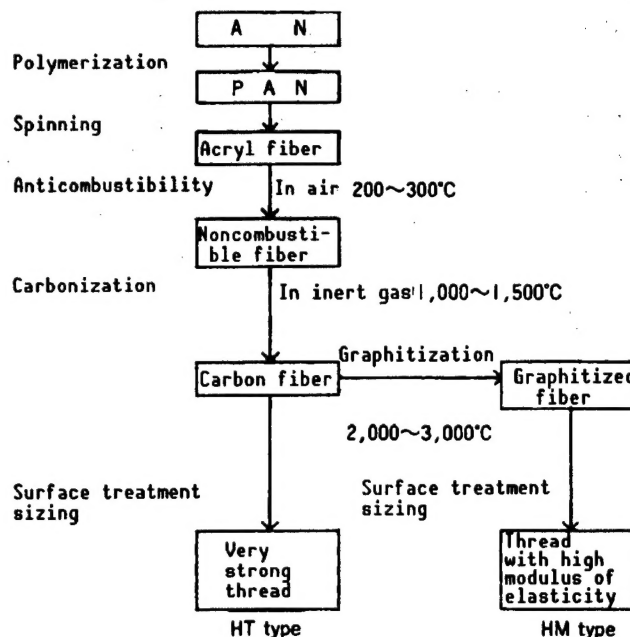 A N
Polymerization
P A N
Spinning
Acryl fiber
Anticombustibility
In air 200~300°C
Noncombusti-
ble fiber
Carbonization
In inert gas 1,000~1,500°C
Graphitization
Carbon fiber
Graphitized
fiber
2,000~3,000°C
Surface treatment
sizing
Surface treatment
sizing
Very
strong
thread
Thread
with high
modulus of
elasticity
HT type
HM type